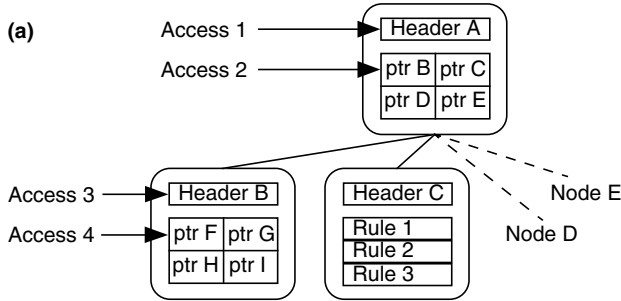 (a)
Access 1
Header A
Access 2
ptr B ptr C
ptr D ptr E
Access 3
Header B
Header C
Node E
Access 4
ptr F ptr G
Rule 1
Node D
Rule 2
ptr H ptr I
Rule 3